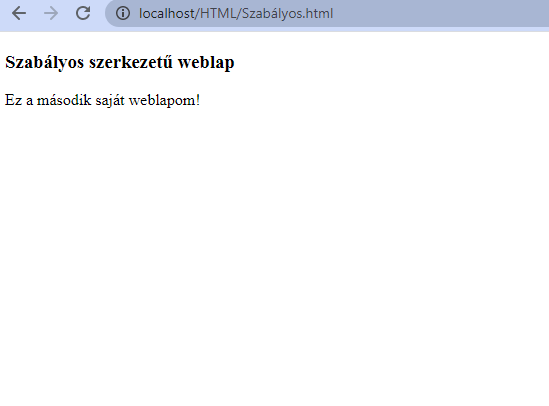 localhost/HTML/Szabályos.html
Szabályos szerkezetű weblap
Ez a második saját weblapom!